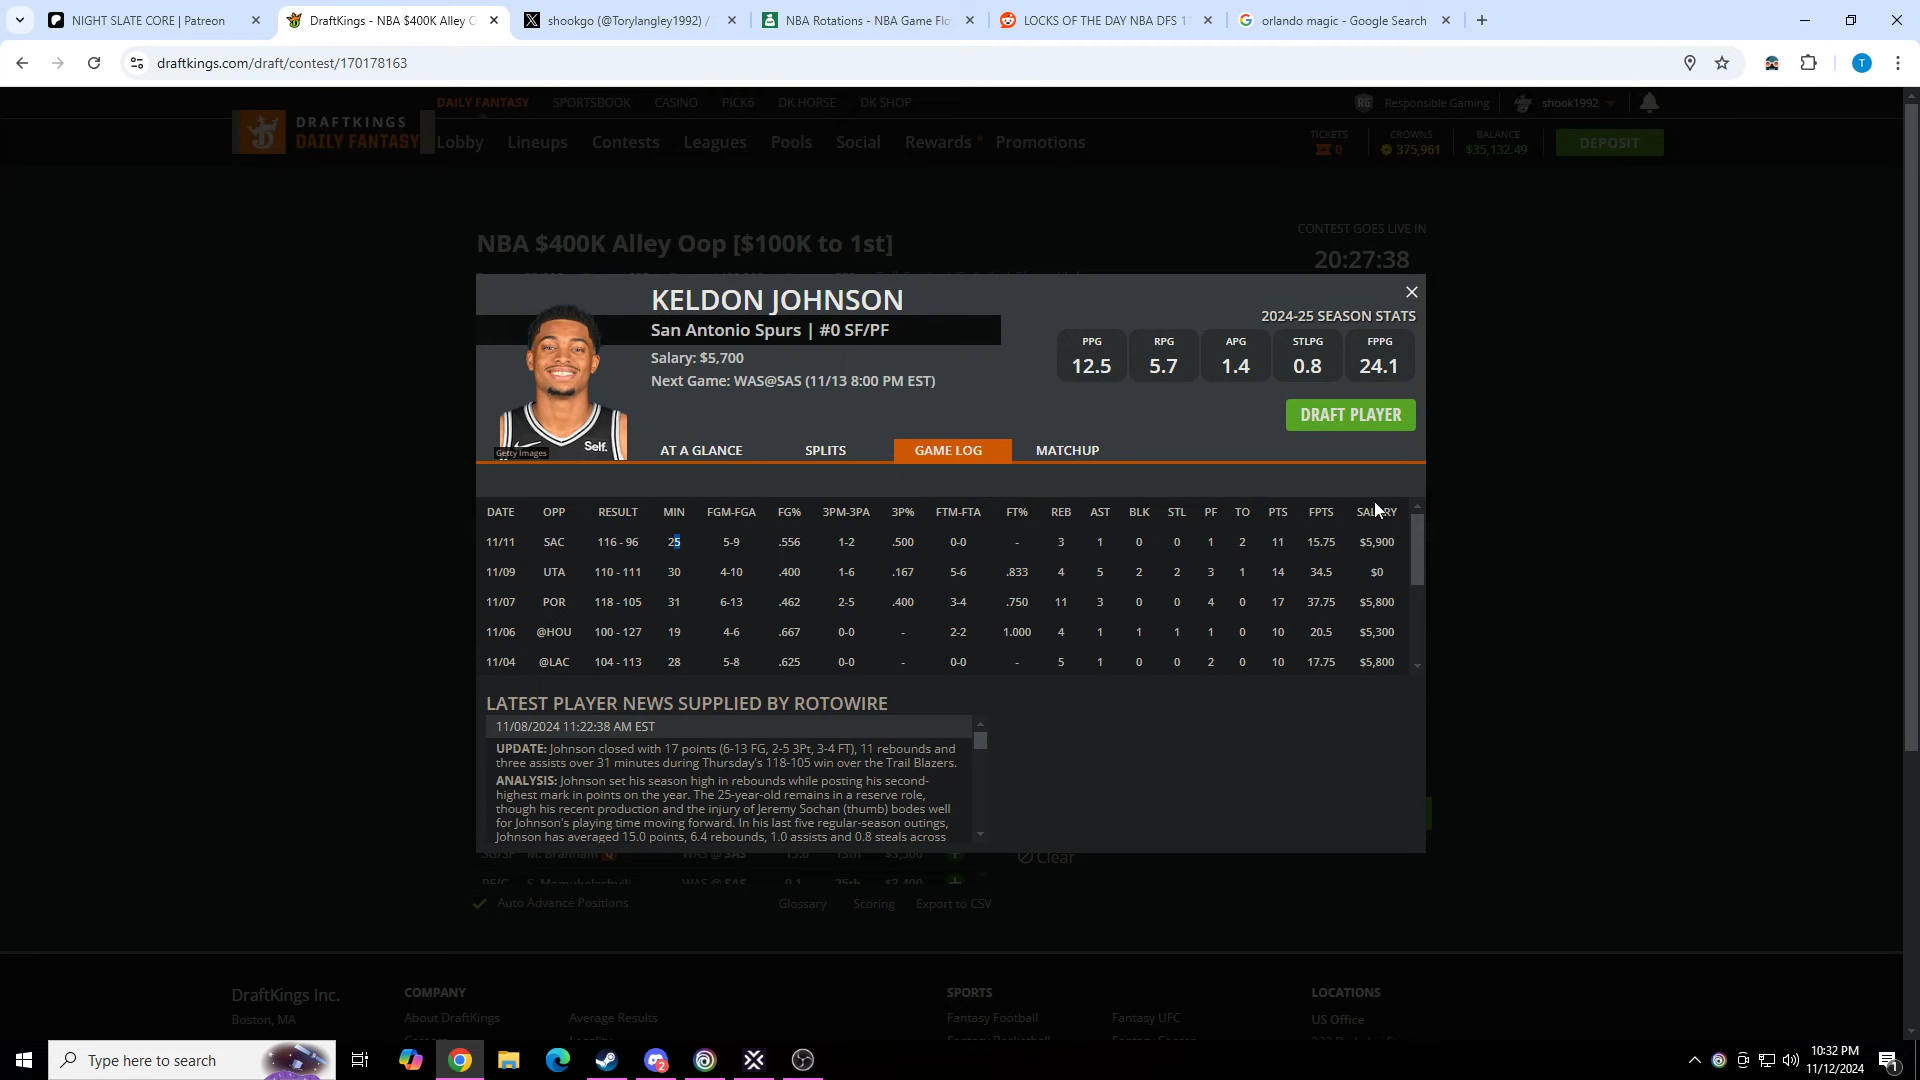 NIGHT SLATE CORE | Patreon
DraftKings - NBA $400K Alley O
shookgo (@Torylangley1992) /
NBA Rotations - NBA Game Flo
LOCKS OF THE DAY NBA DFS 1
orlando magic - Google Search
draftkings.com/draft/contest/170178163
T
DAILY FANTASY SPORTSBOOK CASINO PICK6 DK HORSE DK SHOP
RG Responsible Gaming shook1992
DRAFTKINGS
DAILY FANTASY
Lobby Lineups Contests Leagues Pools Social Rewards Promotions
TICKETS CROWNS BALANCE
0 375,961 $35,132.49
DEPOSIT
NBA $400K Alley Oop [$100K to 1st]
CONTEST GOES LIVE IN
20:27:38
KELDON JOHNSON
San Antonio Spurs | #0 SF/PF
Salary: $5,700
Next Game: WAS@SAS (11/13 8:00 PM EST)
2024-25 SEASON STATS
PPG RPG APG STLPG FPPG
12.5 5.7 1.4 0.8 24.1
DRAFT PLAYER
Self.
Getty Images
AT A GLANCE SPLITS GAME LOG MATCHUP
DATE OPP RESULT MIN FGM-FGA FG% 3PM-3PA 3P% FTM-FTA FT% REB AST BLK STL PF TO PTS FPTS SALARY
11/11 SAC 116 - 96 25 5-9 .556 1-2 .500 0-0 - 3 1 0 0 1 2 11 15.75 $5,900
11/09 UTA 110 - 111 30 4-10 .400 1-6 .167 5-6 .833 4 5 2 2 3 1 14 34.5 $0
11/07 POR 118 - 105 31 6-13 .462 2-5 .400 3-4 .750 11 3 0 0 4 0 17 37.75 $5,800
11/06 @HOU 100 - 127 19 4-6 .667 0-0 - 2-2 1.000 4 1 1 1 1 0 10 20.5 $5,300
11/04 @LAC 104 - 113 28 5-8 .625 0-0 - 0-0 - 5 1 0 0 2 0 10 17.75 $5,800
LATEST PLAYER NEWS SUPPLIED BY ROTOWIRE
11/08/2024 11:22:38 AM EST
UPDATE: Johnson closed with 17 points (6-13 FG, 2-5 3Pt, 3-4 FT), 11 rebounds and
three assists over 31 minutes during Thursday's 118-105 win over the Trail Blazers.
ANALYSIS: Johnson set his season high in rebounds while posting his second-
highest mark in points on the year. The 25-year-old remains in a reserve role,
though his recent production and the injury of Jeremy Sochan (thumb) bodes well
for Johnson's playing time moving forward. In his last five regular-season outings,
Johnson has averaged 15.0 points, 6.4 rebounds, 1.0 assists and 0.8 steals across
Clear
Auto Advance Positions
Glossary Scoring Export to CSV
DraftKings Inc.
Boston, MA
COMPANY
About DraftKings Average Results
SPORTS
Fantasy Football Fantasy UFC
LOCATIONS
US Office
Type here to search
2
10:32 PM
11/12/2024
1